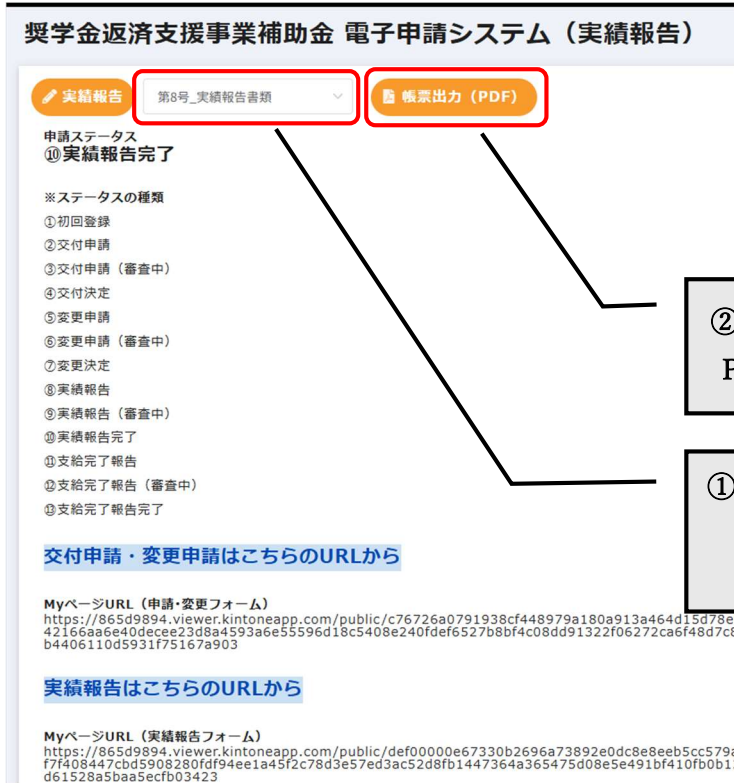 奨学金返済支援事業補助金 電子申請システム（実績報告）
実績報告 第8号_実績報告書類 帳票出力（PDF）
申請ステータス
⑩実績報告完了
※ステータスの種類
①初回登録
②交付申請
③交付申請（審査中）
④交付決定
⑤変更申請
⑥変更申請（審査中）
⑦変更決定
⑧実績報告
⑨実績報告（審査中）
⑩実績報告完了
⑪支給完了報告
⑫支給完了報告（審査中）
⑬支給完了報告完了
②
P
①
交付申請・変更申請はこちらのURLから
MyページURL（申請・変更フォーム）
https://865d9894.viewer.kintoneapp.com/public/c76726a0791938cf448979a180a913a464d15d78e
42166aa6e40decee23d8a4593a6e55596d18c5408e240fdef6527b8bf4c08dd91322f06272ca6f48d7c8
b4406110d5931f75167a903
実績報告はこちらのURLから
MyページURL（実績報告フォーム）
https://865d9894.viewer.kintoneapp.com/public/def00000e67330b2696a73892e0dc8e8eeb5cc579a
f7f408447cbd5908280fdf94ee1a45f2c78d3e57ed3ac52d8fb1447364a365475d08e5e491bf410fb0b1
d61528a5baa5ecfb03423